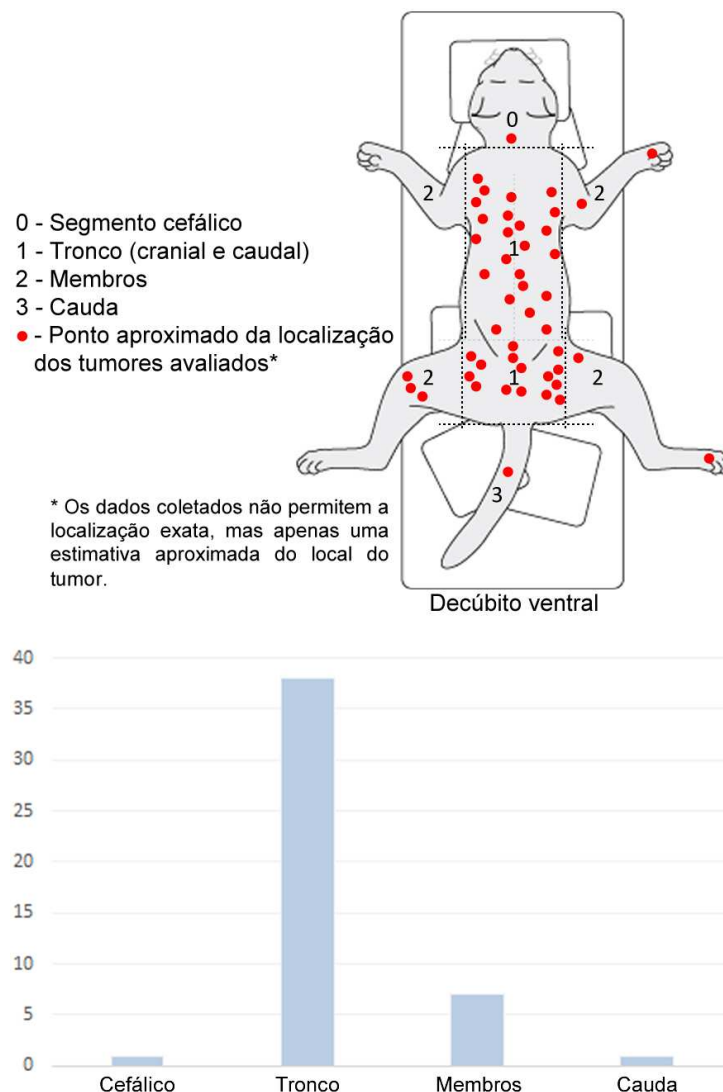 0
2
2
1
2
1
2
3
0 - Segmento cefálico
1 - Tronco (cranial e caudal)
2 - Membros
3 - Cauda
- Ponto aproximado da localização
dos tumores avaliados*
* Os dados coletados não permitem a
localização exata, mas apenas uma
estimativa aproximada do local do
tumor.
Decúbito ventral
40
35
30
25
20
15
10
5
0
Cefálico Tronco Membros Cauda